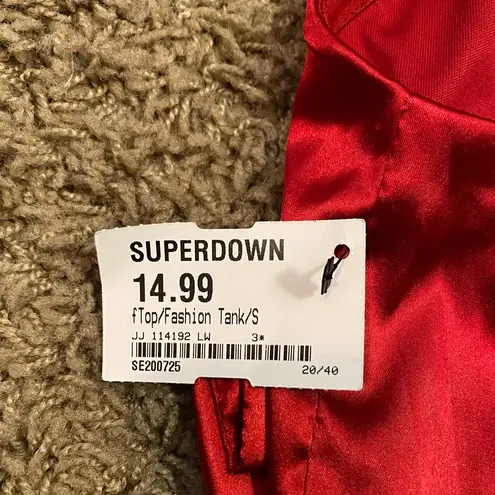 SUPERDOWN
14.99
fTop/Fashion Tank/S
JJ 114192 LW 3*
SE200725 20/40